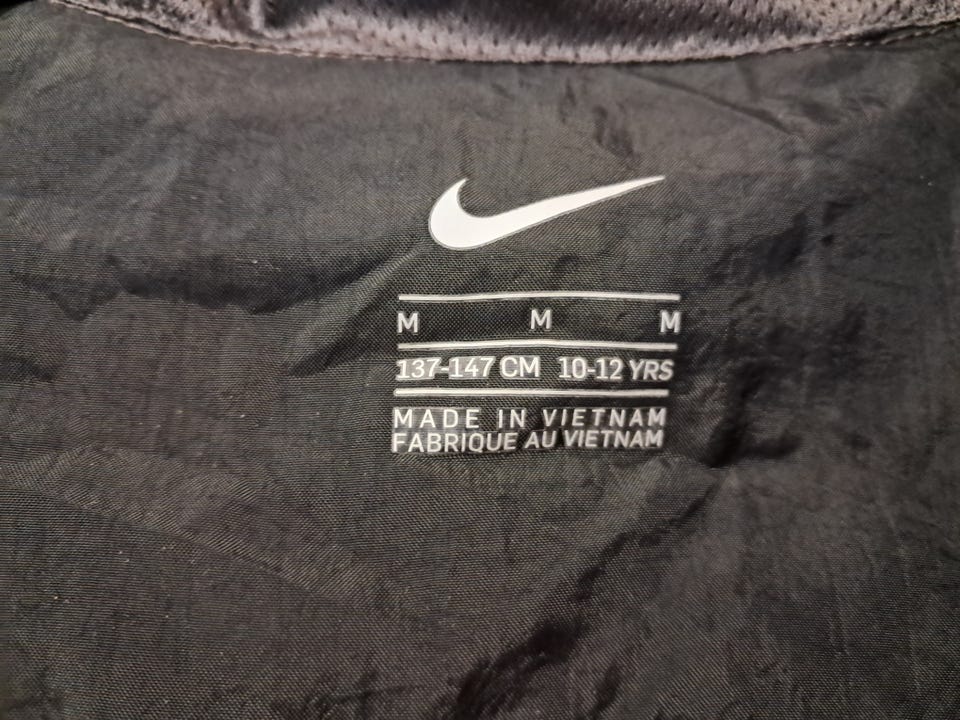 M M M
137-147 CM 10-12 YRS
MADE IN VIETNAM
FABRIQUE AU VIETNAM